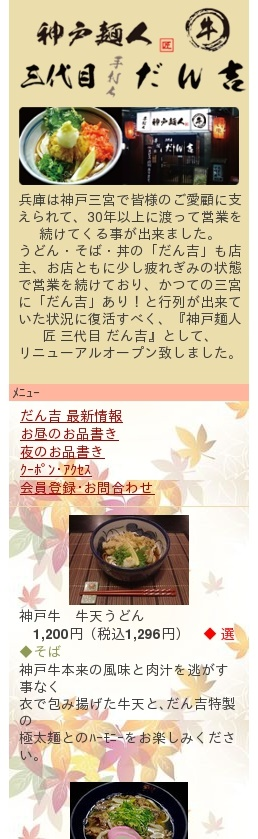 神戸麺人 匠 牛
三代目 手打人 だん吉
神戸麺人
だん吉
兵庫は神戸三宮で皆様のご愛顧に支
えられて、30年以上に渡って営業を
続けてくる事が出来ました。
うどん・そば・丼の「だん吉」も店
主、お店ともに少し疲れぎみの状態
で営業を続けており、かつての三宮
に「だん吉」あり！と行列が出来て
いた状況に復活すべく、『神戸麺人
匠 三代目 だん吉』として、
リニューアルオープン致しました。
ﾒﾆｭｰ
だん吉 最新情報
お昼のお品書き
夜のお品書き
ｸｰﾎﾟﾝ･ｱｸｾｽ
会員登録･お問合わせ
神戸牛　牛天うどん
1,200円（税込1,296円）　◆ 選
◆そば
神戸牛本来の風味と肉汁を逃がす
事なく
衣で包み揚げた牛天と､だん吉特製
の
極太麺とのﾊｰﾓﾆｰをお楽しみくださ
い。